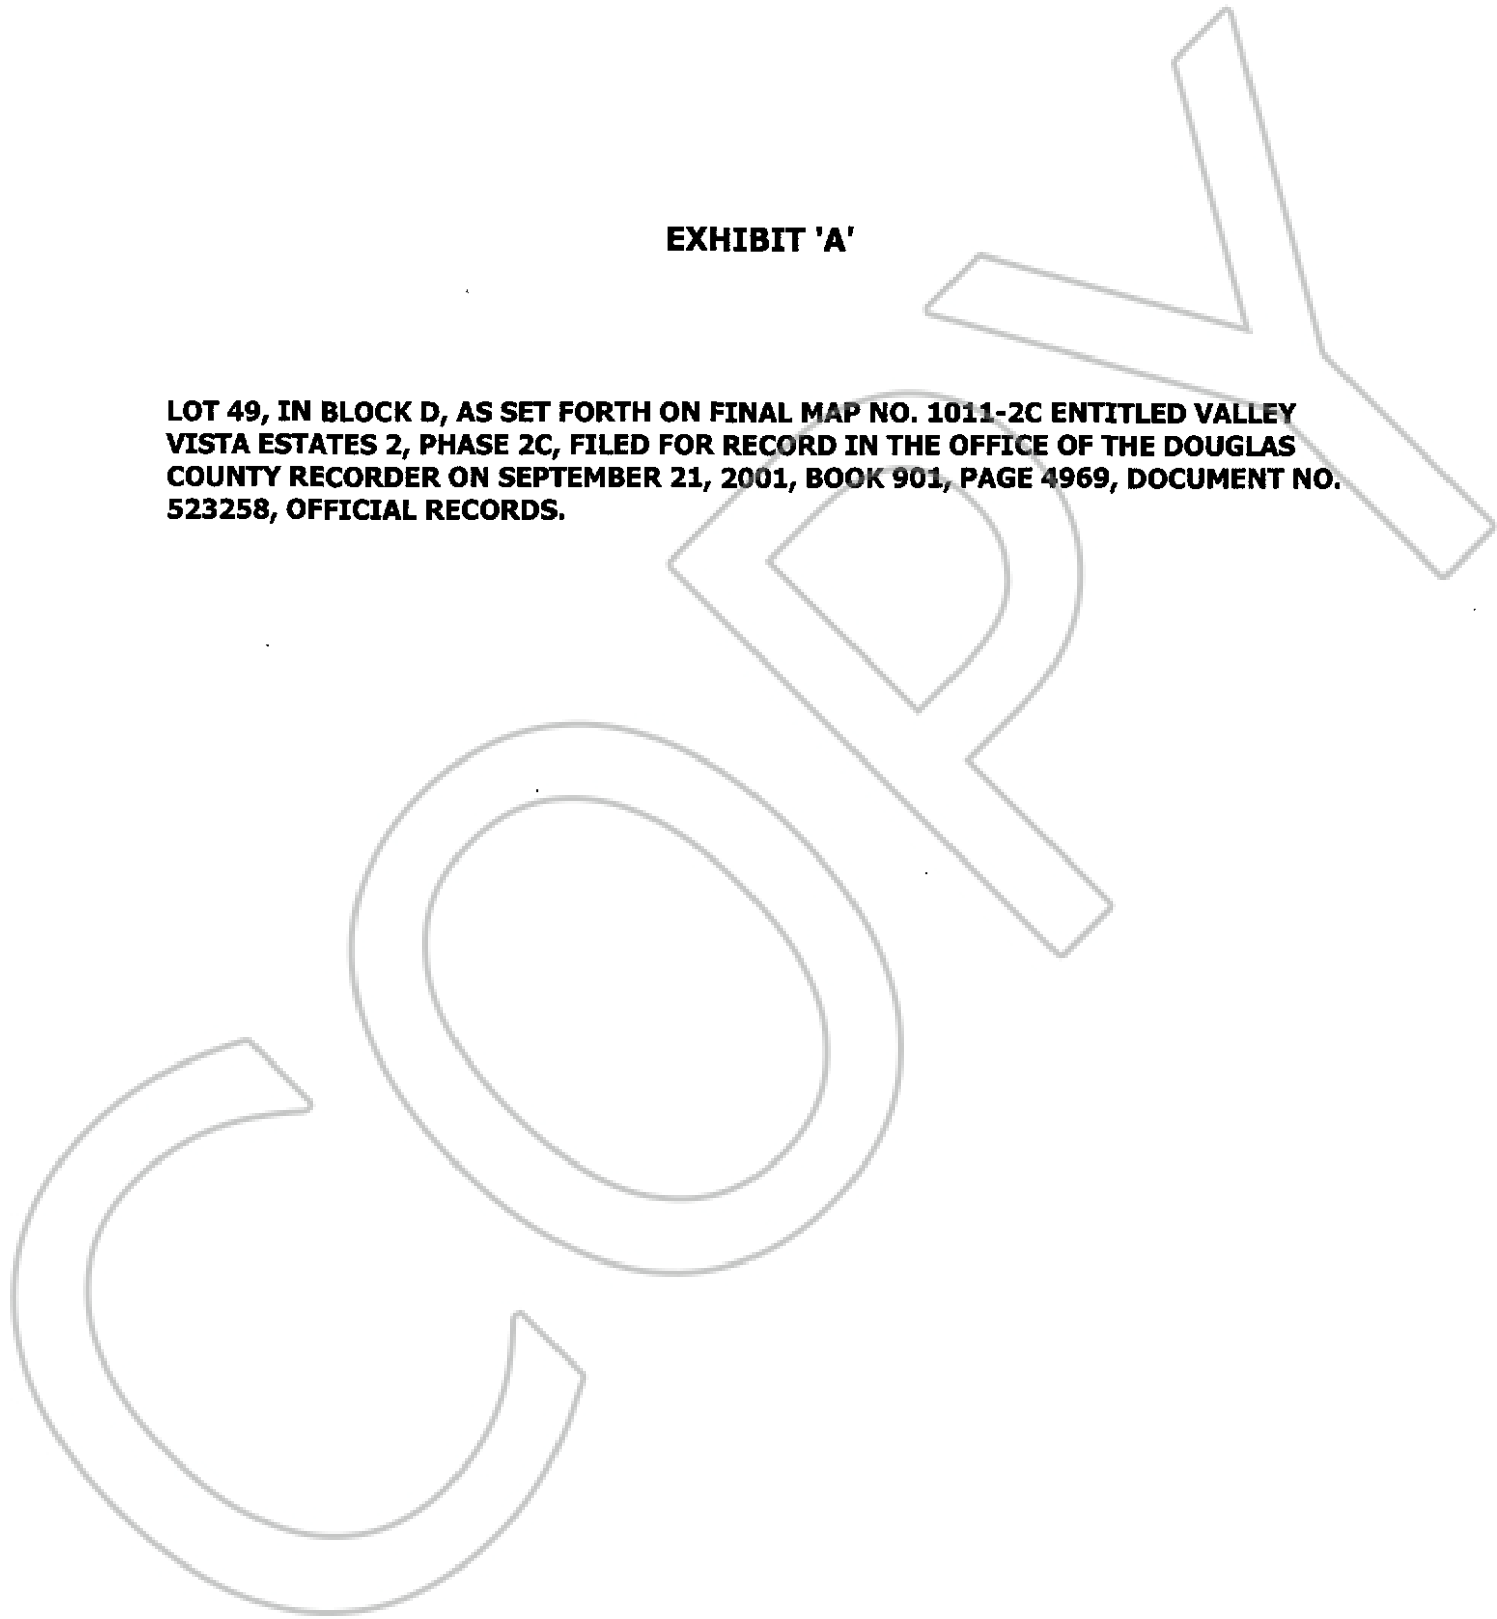 EXHIBIT 'A'
LOT 49, IN BLOCK D, AS SET FORTH ON FINAL MAP NO. 1011-2C ENTITLED VALLEY
VISTA ESTATES 2, PHASE 2C, FILED FOR RECORD IN THE OFFICE OF THE DOUGLAS
COUNTY RECORDER ON SEPTEMBER 21, 2001, BOOK 901, PAGE 4969, DOCUMENT NO.
523258, OFFICIAL RECORDS.
COPY